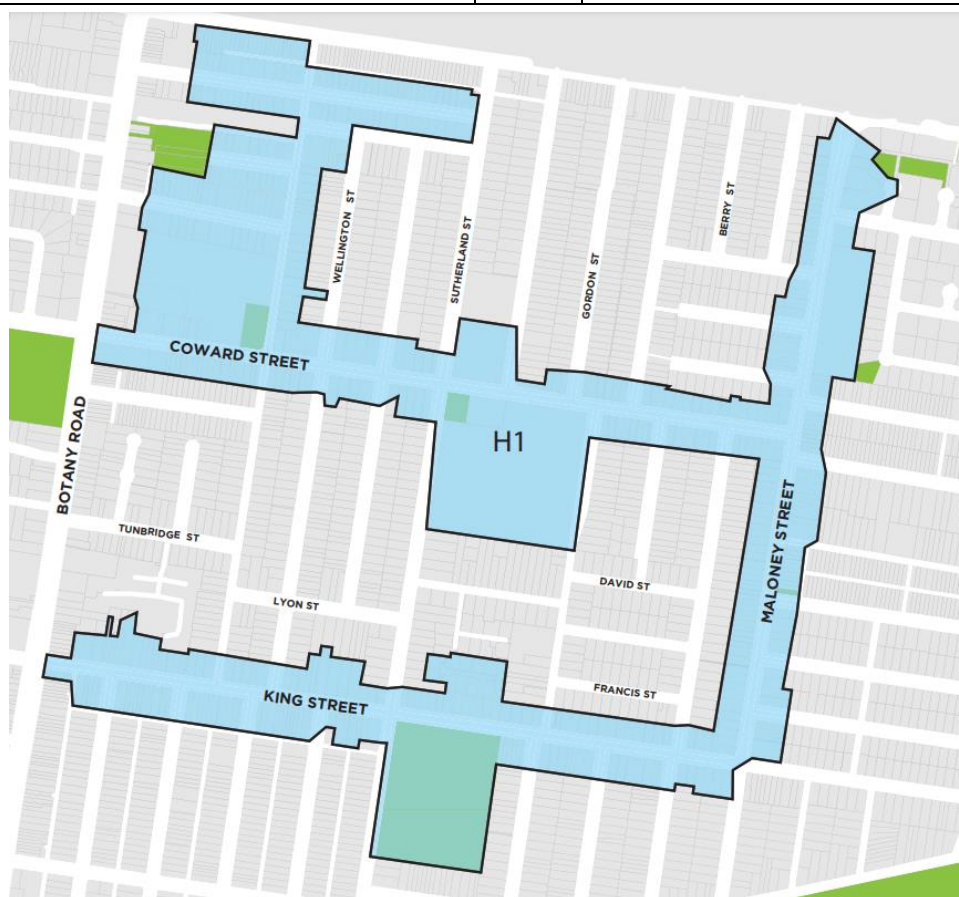 WELLINGTON ST
SUTHERLAND ST
GORDON ST
BERRY ST
COWARD STREET
H1
BOTANY ROAD
TUNBRIDGE ST
MALONEY STREET
DAVID ST
LYON ST
FRANCIS ST
KING STREET